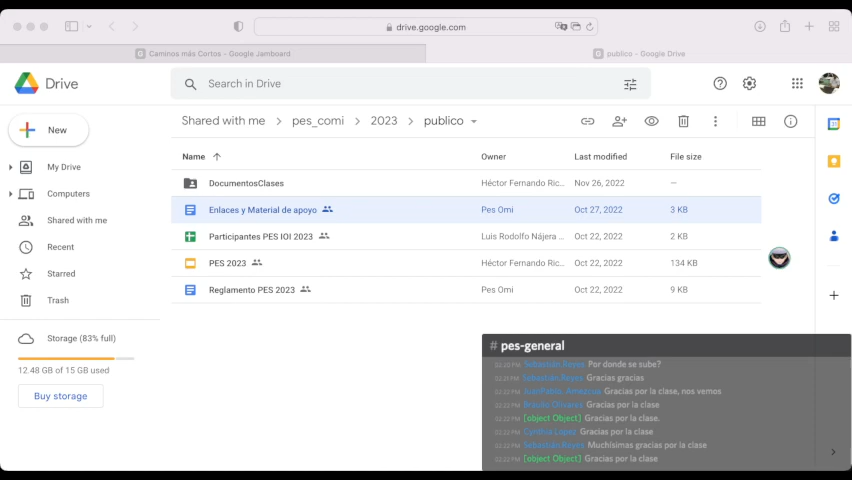 drive.google.com
Caminos más Cortos - Google Jamboard
publico - Google Drive
Drive
Search in Drive
New
Shared with me > pes_comi > 2023 > publico
Name
Owner
Last modified
File size
My Drive
Computers
Shared with me
Recent
Starred
Trash
Storage (83% full)
12.48 GB of 15 GB used
Buy storage
DocumentosClases
Héctor Fernando Ric...
Nov 26, 2022
—
Enlaces y Material de apoyo
Pes Omi
Oct 27, 2022
3 KB
Participantes PES IOI 2023
Luis Rodolfo Nájera ...
Oct 22, 2022
2 KB
PES 2023
Héctor Fernando Ric...
Oct 22, 2022
134 KB
Reglamento PES 2023
Pes Omi
Oct 22, 2022
9 KB
# pes-general
Sebastián Reyes Por donde se sube?
Sebastián Reyes Gracias gracias
Gracias por la clase, nos vemos
Gracias por la clase
[object Object] Gracias por la clase.
Gracias por la clase
Sebastián Reyes Muchísimas gracias por la clase
[object Object] Gracias por la clase